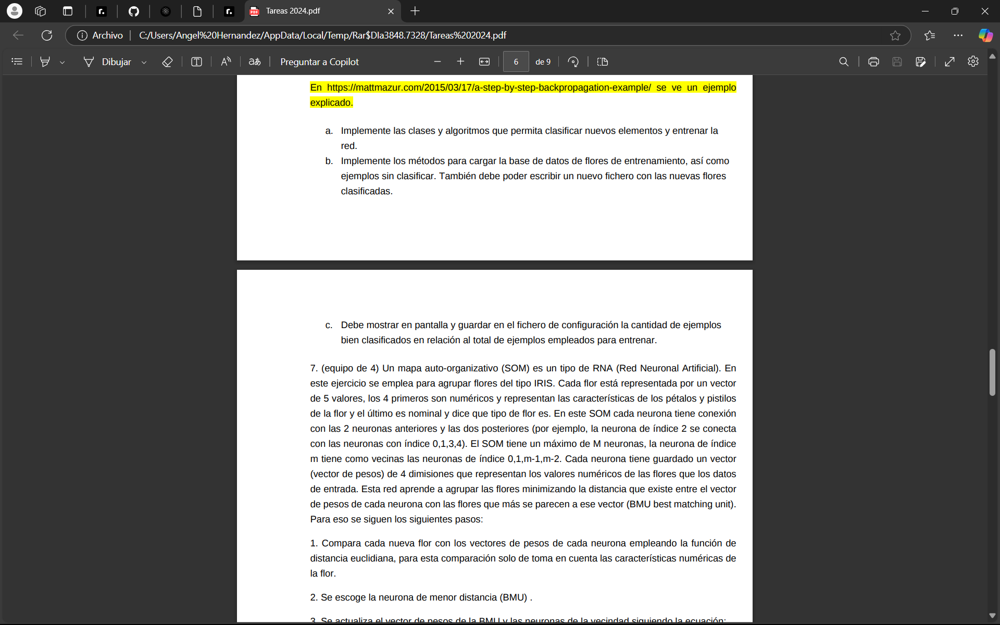 Tareas 2024.pdf
Archivo
C:/Users/Angel%20Hernandez/AppData/Local/Temp/Rar$DIa3848.7328/Tareas%202024.pdf
Dibujar
Preguntar a Copilot
6
de 9
En https://mattmazur.com/2015/03/17/a-step-by-step-backpropagation-example/ se ve un ejemplo
explicado.
a. Implemente las clases y algoritmos que permita clasificar nuevos elementos y entrenar la
red.
b. Implemente los métodos para cargar la base de datos de flores de entrenamiento, así como
ejemplos sin clasificar. También debe poder escribir un nuevo fichero con las nuevas flores
clasificadas.
c. Debe mostrar en pantalla y guardar en el fichero de configuración la cantidad de ejemplos
bien clasificados en relación al total de ejemplos empleados para entrenar.
7. (equipo de 4) Un mapa auto-organizativo (SOM) es un tipo de RNA (Red Neuronal Artificial). En
este ejercicio se emplea para agrupar flores del tipo IRIS. Cada flor está representada por un vector
de 5 valores, los 4 primeros son numéricos y representan las características de los pétalos y pistilos
de la flor y el último es nominal y dice que tipo de flor es. En este SOM cada neurona tiene conexión
con las 2 neuronas anteriores y las dos posteriores (por ejemplo, la neurona de índice 2 se conecta
con las neuronas con índice 0,1,3,4). El SOM tiene un máximo de M neuronas, la neurona de índice
m tiene como vecinas las neuronas de índice 0,1,m-1,m-2. Cada neurona tiene guardado un vector
(vector de pesos) de 4 dimisiones que representan los valores numéricos de las flores que los datos
de entrada. Esta red aprende a agrupar las flores minimizando la distancia que existe entre el vector
de pesos de cada neurona con las flores que más se parecen a ese vector (BMU best matching unit).
Para eso se siguen los siguientes pasos:
1. Compara cada nueva flor con los vectores de pesos de cada neurona empleando la función de
distancia euclidiana, para esta comparación solo de toma en cuenta las características numéricas de
la flor.
2. Se escoge la neurona de menor distancia (BMU) .
3. Se actualiza el vector de pesos de la BMU y las neuronas de la vecindad siguiendo la ecuación: